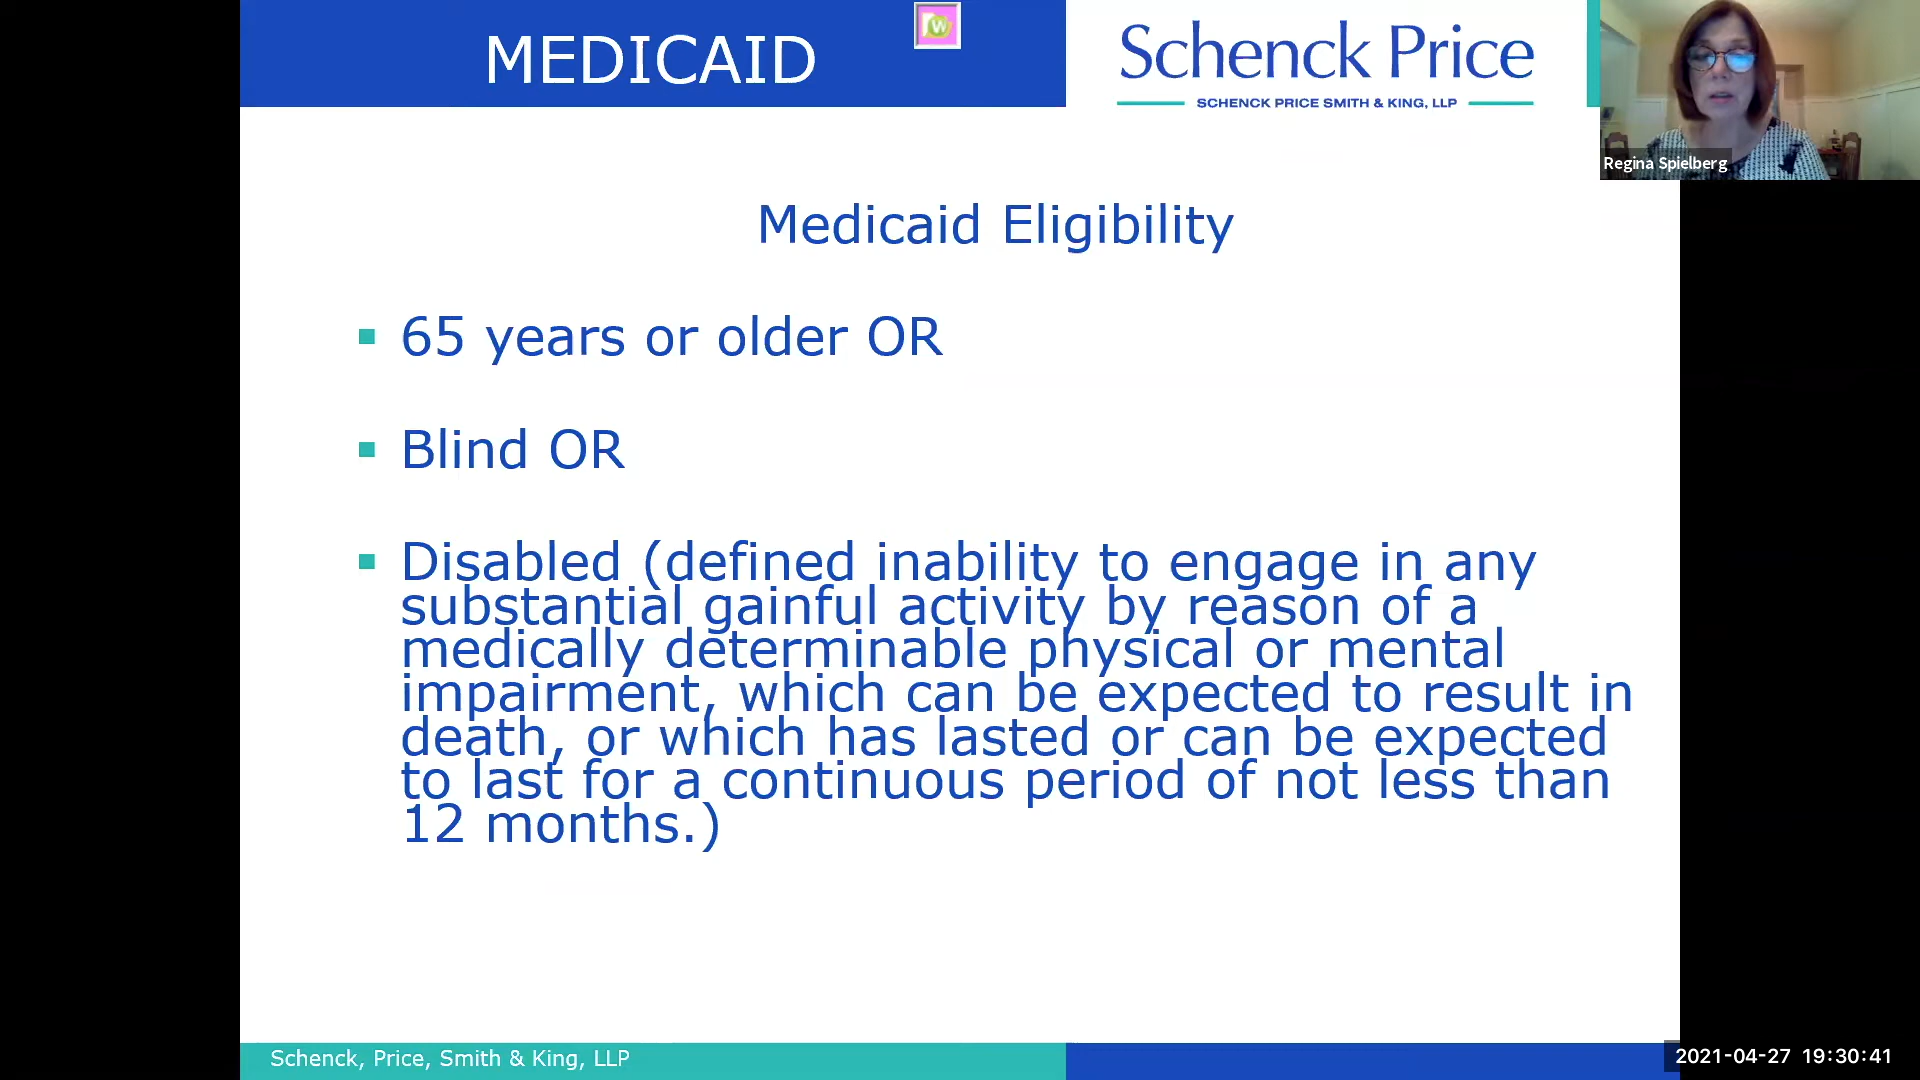 MEDICAID
W
Schenck Price
SCHENCK PRICE SMITH & KING, LLP
Regina Spielberg
Medicaid Eligibility
65 years or older OR
Blind OR
Disabled (defined inability to engage in any
substantial gainful activity by reason of a
medically determinable physical or mental
impairment, which can be expected to result in
death, or which has lasted or can be expected
to last for a continuous period of not less than
12 months.)
Schenck, Price, Smith & King, LLP
2021-04-27 19:30:41